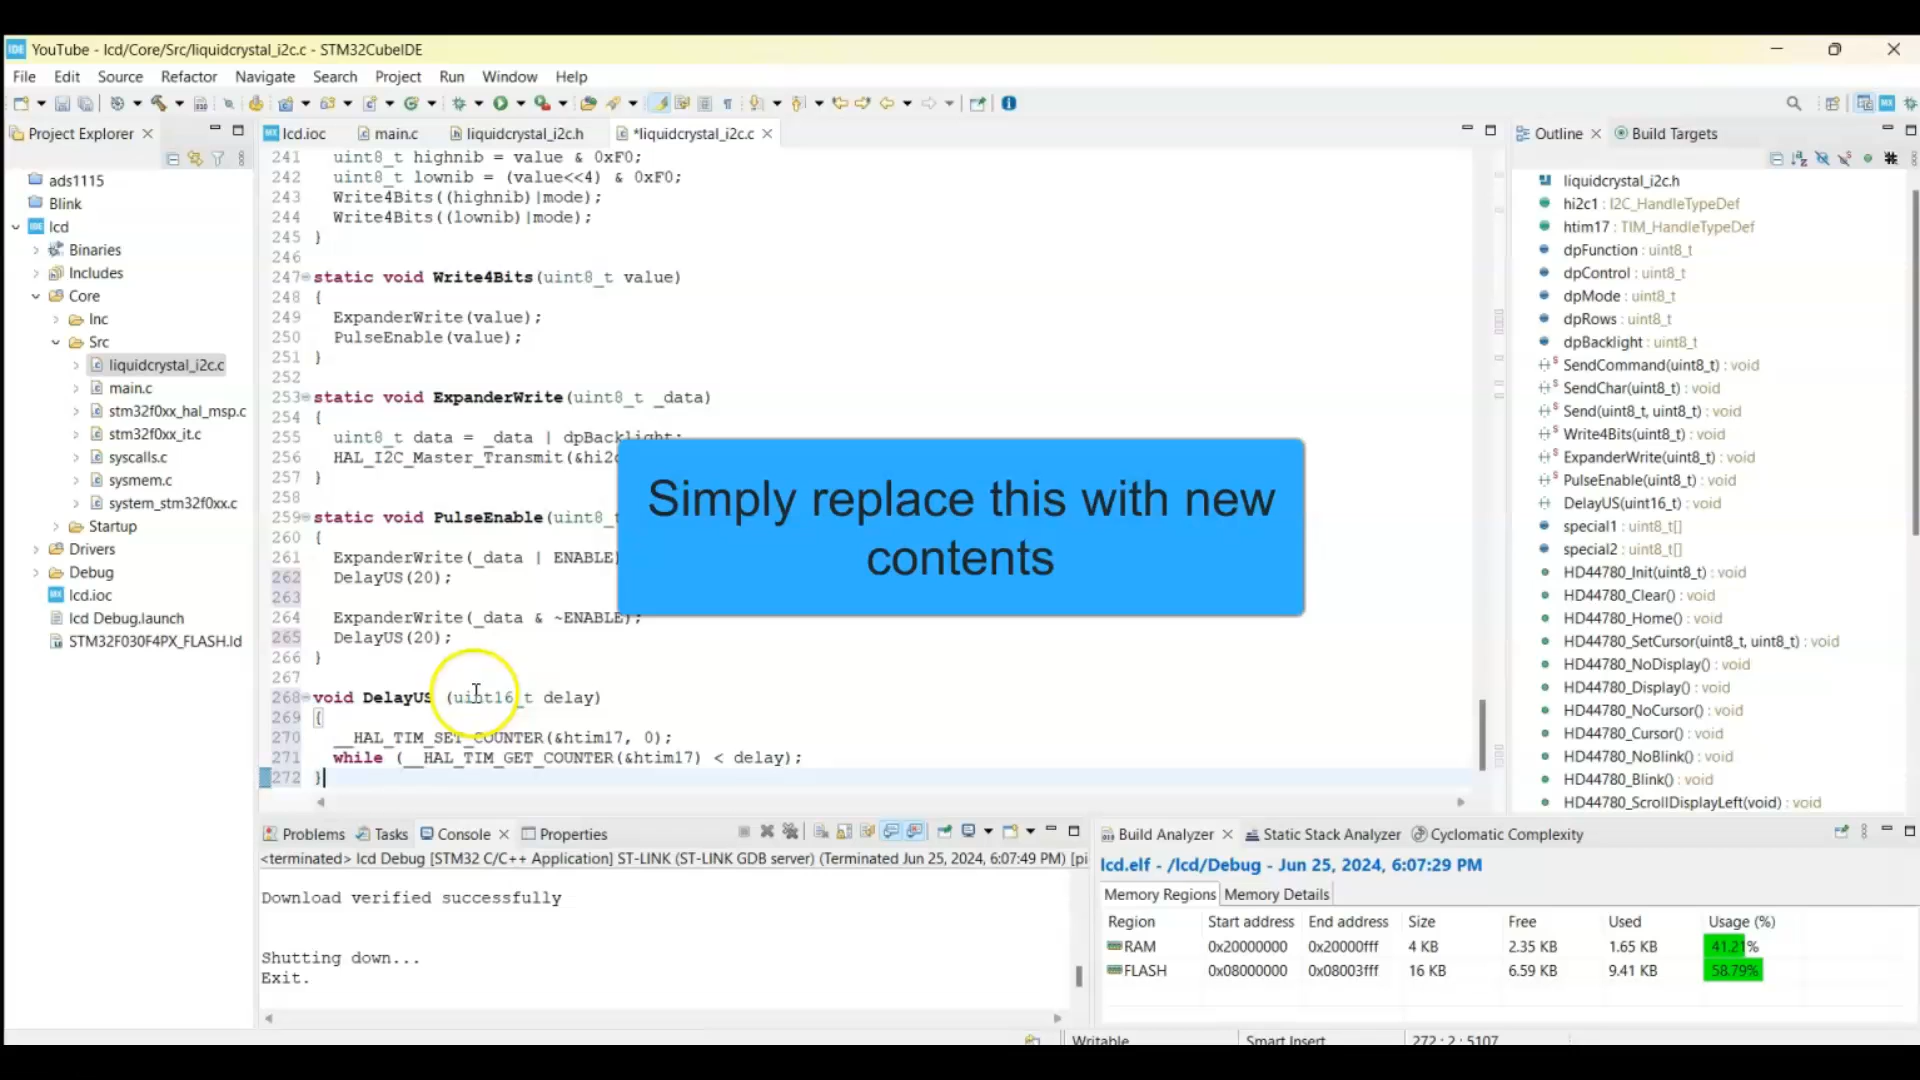 YouTube - lcd/Core/Src/liquidcrystal_i2c.c - STM32CubeIDE
File Edit Source Refactor Navigate Search Project Run Window Help
Project Explorer
lcd.ioc main.c liquidcrystal_i2c.h *liquidcrystal_i2c.c
Outline Build Targets
ads1115
Blink
lcd
Binaries
Includes
Core
Inc
Src
liquidcrystal_i2c.c
main.c
stm32f0xx_hal_msp.c
stm32f0xx_it.c
syscalls.c
sysmem.c
system_stm32f0xx.c
Startup
Drivers
Debug
lcd.ioc
lcd Debug.launch
STM32F030F4PX_FLASH.ld
241 uint8_t highnib = value & 0xF0;
242 uint8_t lownib = (value<<4) & 0xF0;
243 Write4Bits((highnib)|mode);
244 Write4Bits((lownib)|mode);
245 }
246
247 static void Write4Bits(uint8_t value)
248 {
249 ExpanderWrite(value);
250 PulseEnable(value);
251 }
252
253 static void ExpanderWrite(uint8_t _data)
254 {
255 uint8_t data = _data | dpBacklight;
256 HAL_I2C_Master_Transmit(&hi2c
257 }
258
259 static void PulseEnable(uint8_t
260 {
261 ExpanderWrite(_data | ENABLE)
262 DelayUS(20);
263
264 ExpanderWrite(_data & ~ENABLE);
265 DelayUS(20);
266 }
267
268 void DelayUS (uint16_t delay)
269 {
270 __HAL_TIM_SET_COUNTER(&htim17, 0);
271 while (__HAL_TIM_GET_COUNTER(&htim17) < delay);
272 }
Simply replace this with new
contents
liquidcrystal_i2c.h
hi2c1 : I2C_HandleTypeDef
htim17 : TIM_HandleTypeDef
dpFunction : uint8_t
dpControl : uint8_t
dpMode : uint8_t
dpRows : uint8_t
dpBacklight : uint8_t
SendCommand(uint8_t) : void
SendChar(uint8_t) : void
Send(uint8_t, uint8_t) : void
Write4Bits(uint8_t) : void
ExpanderWrite(uint8_t) : void
PulseEnable(uint8_t) : void
DelayUS(uint16_t) : void
special1 : uint8_t[]
special2 : uint8_t[]
HD44780_Init(uint8_t) : void
HD44780_Clear() : void
HD44780_Home() : void
HD44780_SetCursor(uint8_t, uint8_t) : void
HD44780_NoDisplay() : void
HD44780_Display() : void
HD44780_NoCursor() : void
HD44780_Cursor() : void
HD44780_NoBlink() : void
HD44780_Blink() : void
HD44780_ScrollDisplayLeft(void) : void
Problems Tasks Console Properties
<terminated> lcd Debug [STM32 C/C++ Application] ST-LINK (ST-LINK GDB server) (Terminated Jun 25, 2024, 6:07:49 PM) [pi
Download verified successfully
Shutting down...
Exit.
Build Analyzer Static Stack Analyzer Cyclomatic Complexity
lcd.elf - /lcd/Debug - Jun 25, 2024, 6:07:29 PM
Memory Regions Memory Details
Region Start address End address Size Free Used Usage (%)
RAM 0x20000000 0x20000fff 4 KB 2.35 KB 1.65 KB 41.21%
FLASH 0x08000000 0x08003fff 16 KB 6.59 KB 9.41 KB 58.79%
Writable Smart Insert 272 : 2 : 5107